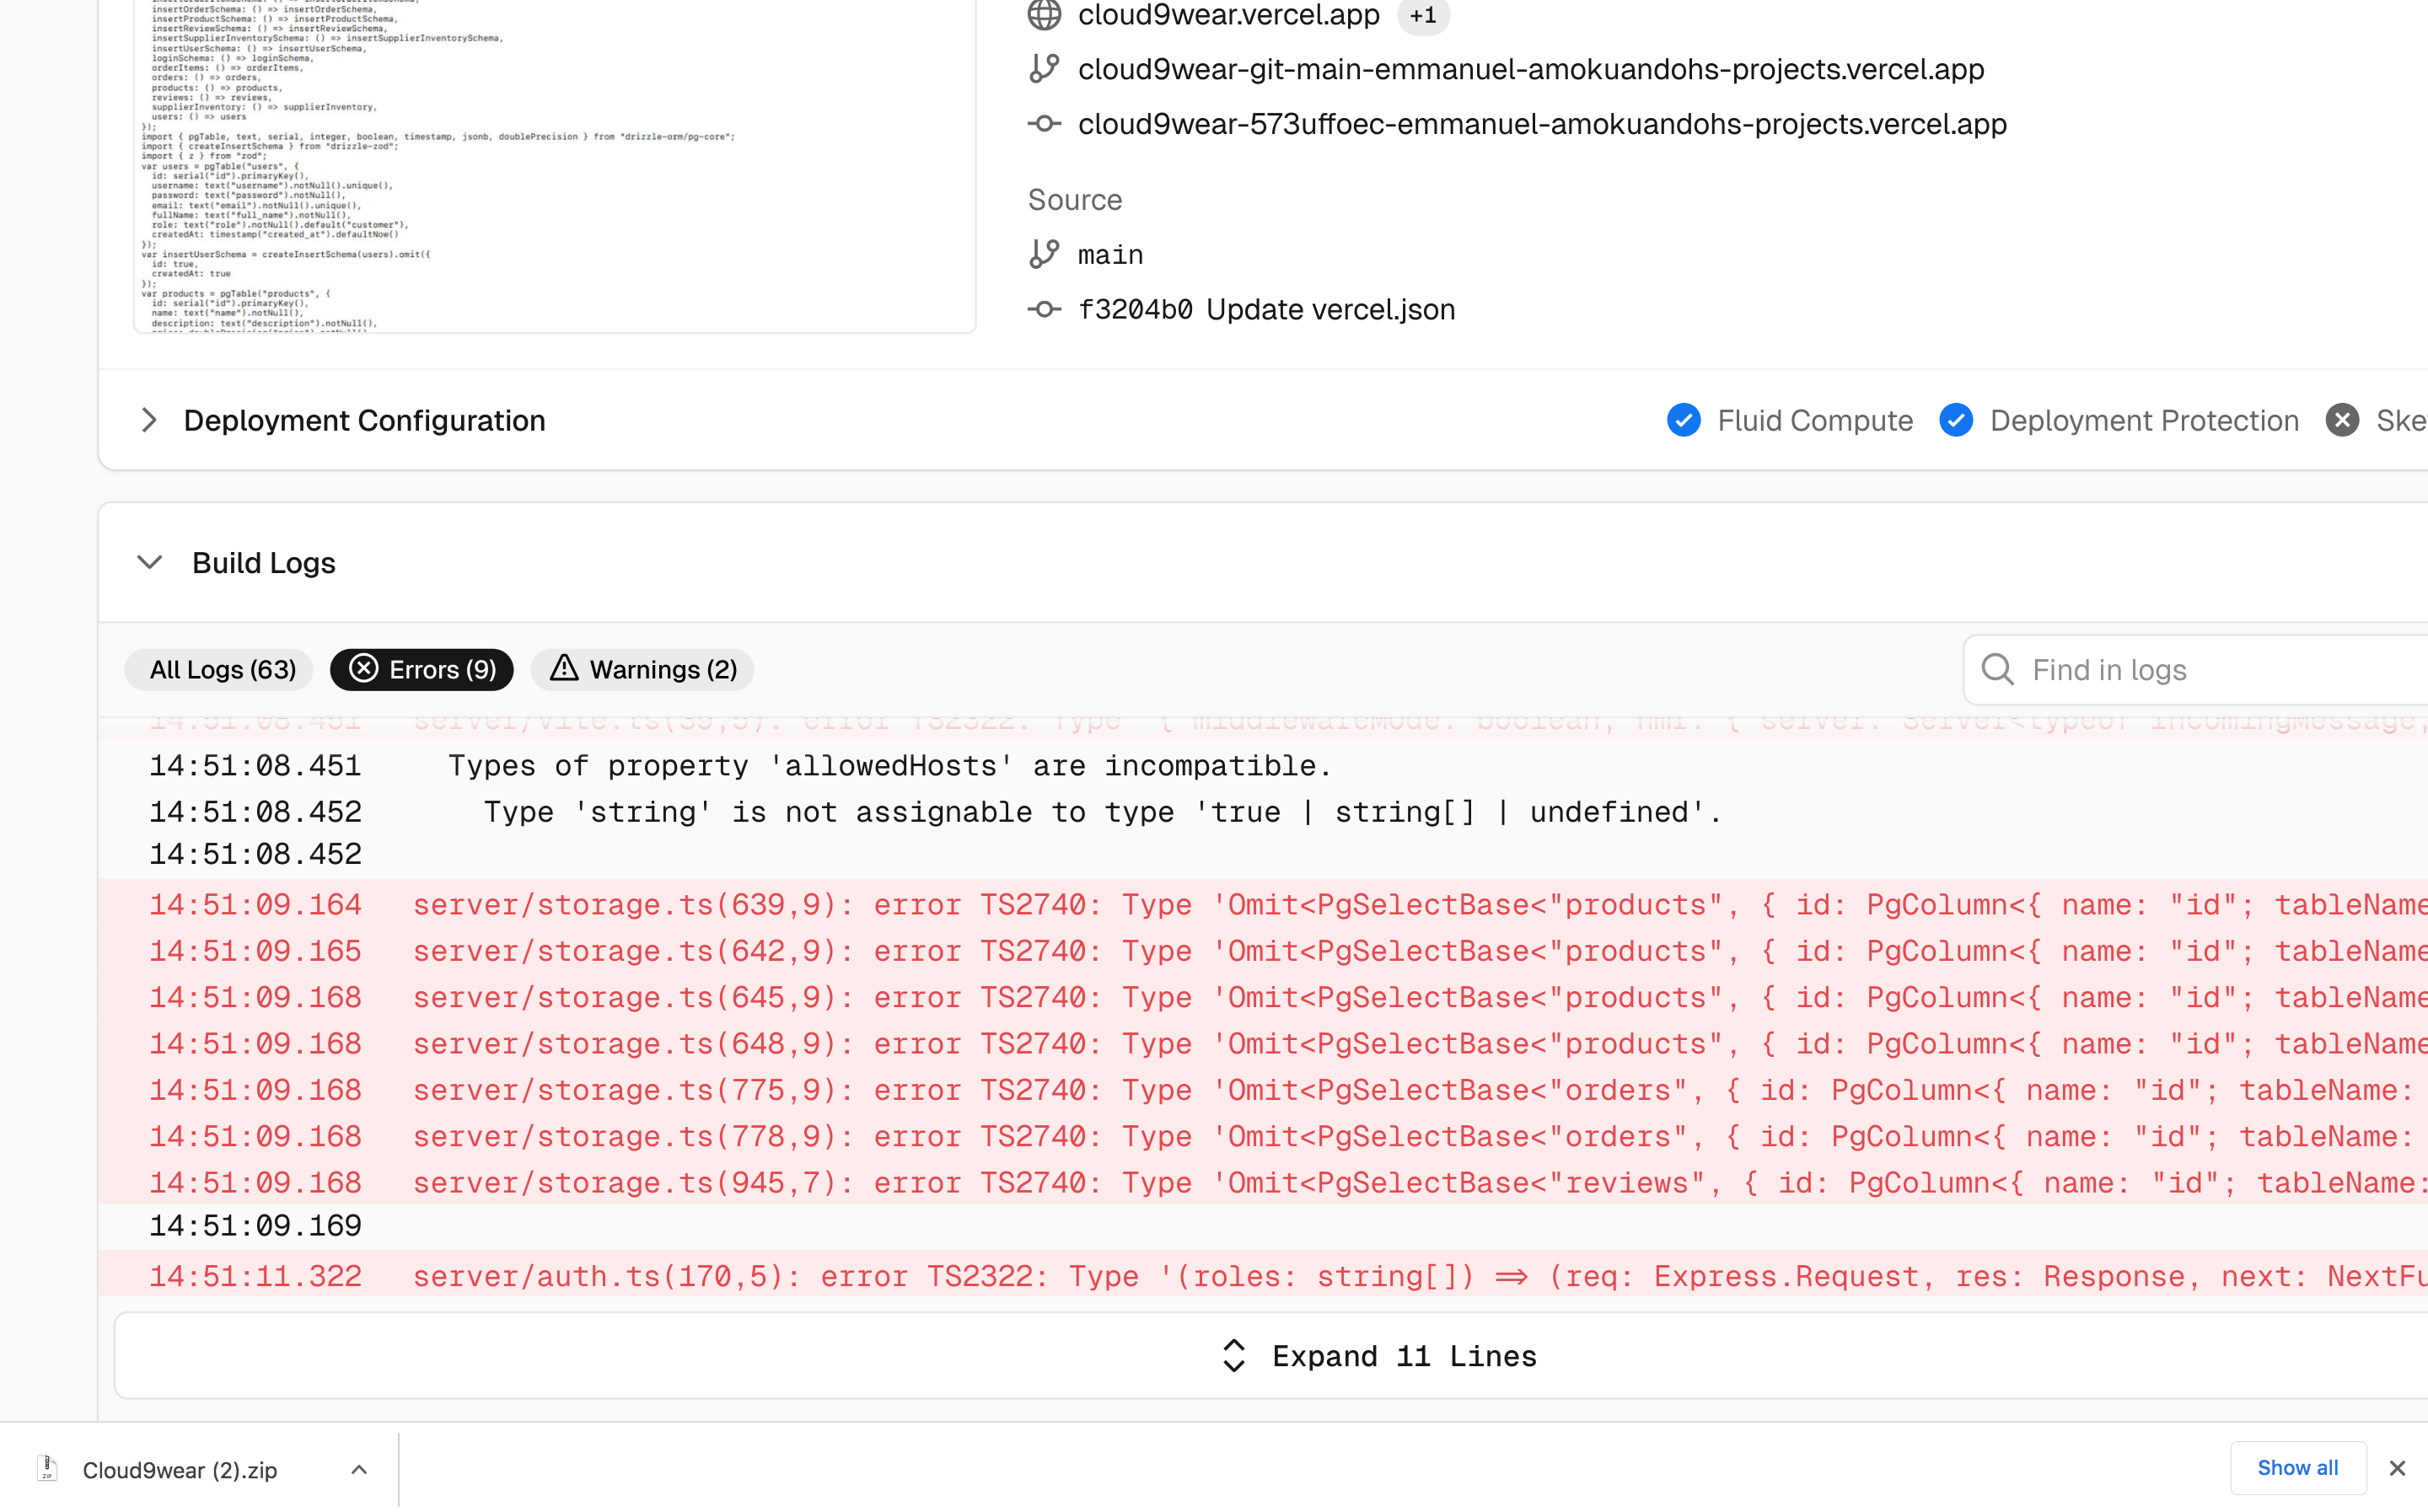 insertOrderSchema: () => insertOrderSchema,
insertProductSchema: () => insertProductSchema,
insertReviewSchema: () => insertReviewSchema,
insertSupplierInventorySchema: () => insertSupplierInventorySchema,
insertUserSchema: () => insertUserSchema,
loginSchema: () => loginSchema,
orderItems: () => orderItems,
orders: () => orders,
products: () => products,
reviews: () => reviews,
supplierInventory: () => supplierInventory,
users: () => users
});
import { pgTable, text, serial, integer, boolean, timestamp, jsonb, doublePrecision } from "drizzle-orm/pg-core";
import { createInsertSchema } from "drizzle-zod";
import { z } from "zod";
var users = pgTable("users", {
id: serial("id").primaryKey(),
username: text("username").notNull().unique(),
password: text("password").notNull(),
email: text("email").notNull().unique(),
fullName: text("full_name").notNull(),
role: text("role").notNull().default("customer"),
createdAt: timestamp("created_at").defaultNow()
});
var insertUserSchema = createInsertSchema(users).omit({
id: true,
createdAt: true
});
var products = pgTable("products", {
id: serial("id").primaryKey(),
name: text("name").notNull(),
description: text("description").notNull(),
cloud9wear.vercel.app +1
cloud9wear-git-main-emmanuel-amokuandohs-projects.vercel.app
cloud9wear-573uffoec-emmanuel-amokuandohs-projects.vercel.app
Source
main
f3204b0 Update vercel.json
Deployment Configuration
Fluid Compute Deployment Protection Ske
Build Logs
All Logs (63) Errors (9) Warnings (2) Find in logs
14:51:08.451 server/vite.ts(39,5): error TS2322: Type '{ middlewareMode: boolean; hmr: { server: Server<typeof IncomingMessage,
14:51:08.451 Types of property 'allowedHosts' are incompatible.
14:51:08.452 Type 'string' is not assignable to type 'true | string[] | undefined'.
14:51:08.452
14:51:09.164 server/storage.ts(639,9): error TS2740: Type 'Omit<PgSelectBase<"products", { id: PgColumn<{ name: "id"; tableName
14:51:09.165 server/storage.ts(642,9): error TS2740: Type 'Omit<PgSelectBase<"products", { id: PgColumn<{ name: "id"; tableName
14:51:09.168 server/storage.ts(645,9): error TS2740: Type 'Omit<PgSelectBase<"products", { id: PgColumn<{ name: "id"; tableName
14:51:09.168 server/storage.ts(648,9): error TS2740: Type 'Omit<PgSelectBase<"products", { id: PgColumn<{ name: "id"; tableName
14:51:09.168 server/storage.ts(775,9): error TS2740: Type 'Omit<PgSelectBase<"orders", { id: PgColumn<{ name: "id"; tableName:
14:51:09.168 server/storage.ts(778,9): error TS2740: Type 'Omit<PgSelectBase<"orders", { id: PgColumn<{ name: "id"; tableName:
14:51:09.168 server/storage.ts(945,7): error TS2740: Type 'Omit<PgSelectBase<"reviews", { id: PgColumn<{ name: "id"; tableName:
14:51:09.169
14:51:11.322 server/auth.ts(170,5): error TS2322: Type '(roles: string[]) => (req: Express.Request, res: Response, next: NextFu
Expand 11 Lines
Cloud9wear (2).zip
Show all